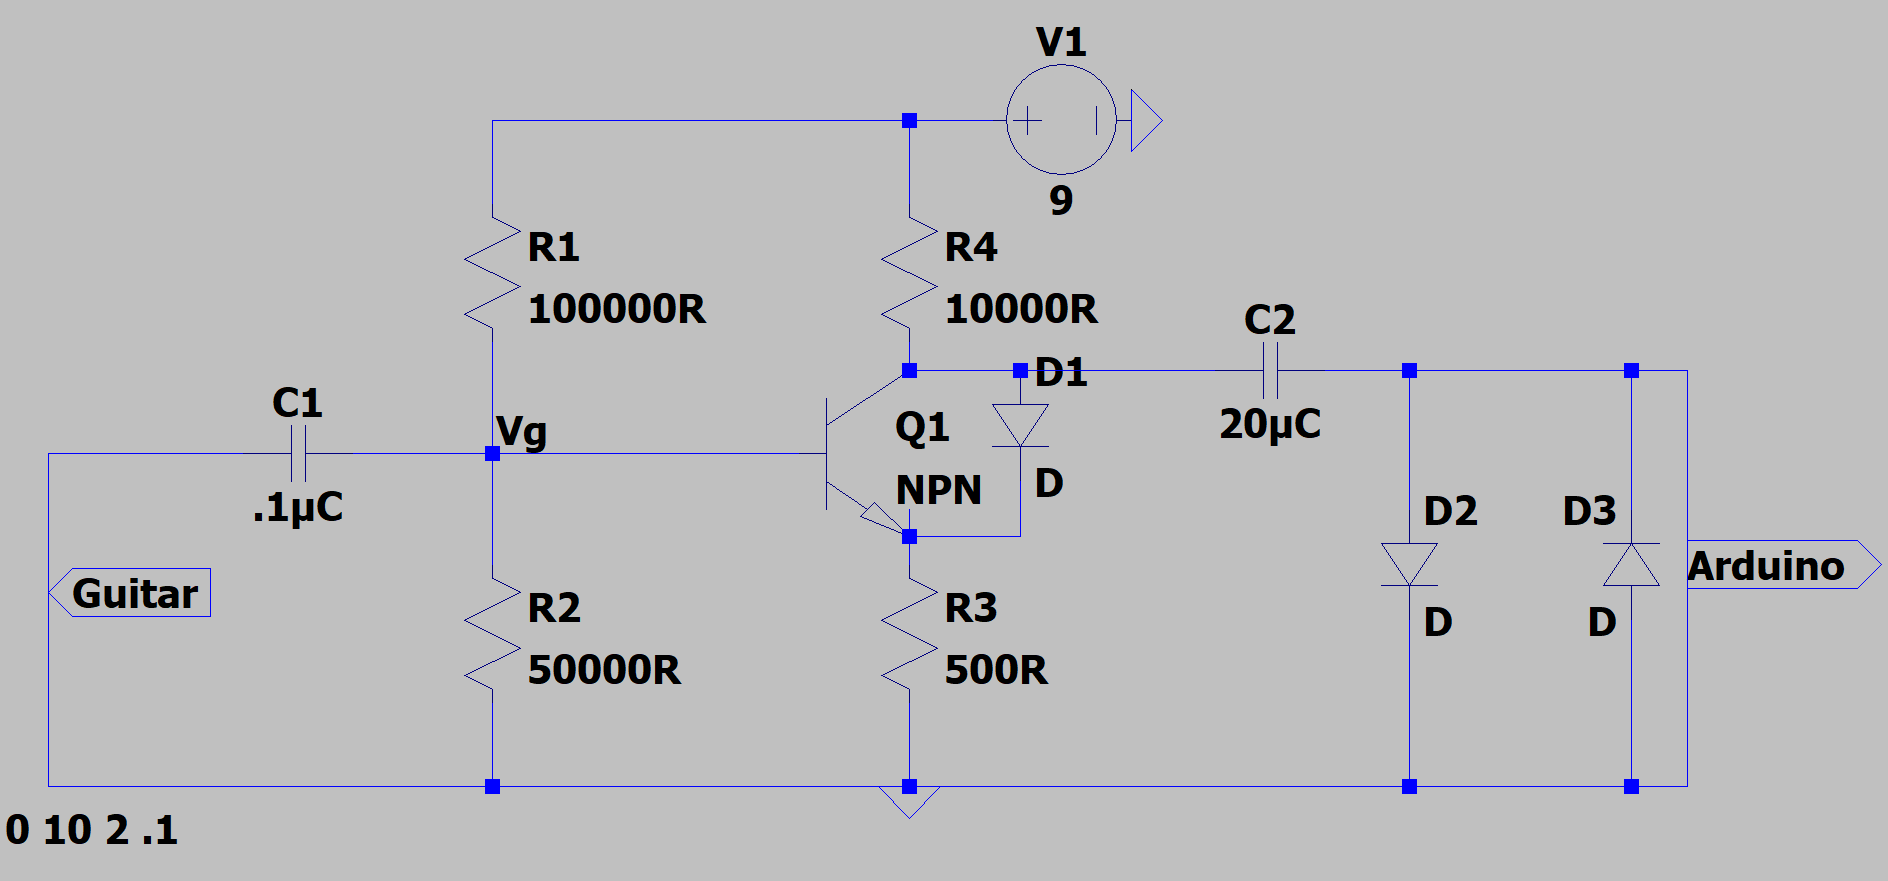 V1
9
R1
100000R
R4
10000R
C2
20µC
D1
D
C1
.1µC
Vg
Q1
NPN
D2
D
D3
D
Guitar
Arduino
R2
50000R
R3
500R
0 10 2 .1